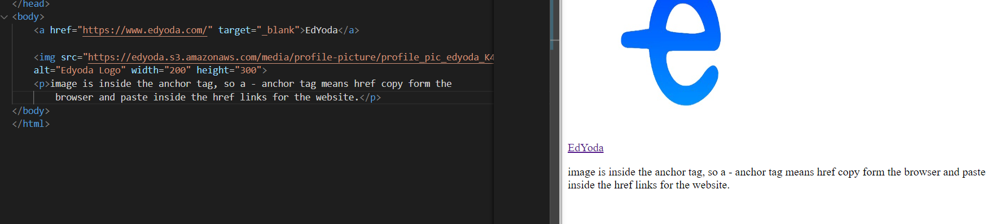 </head>
<body>
<a href="https://www.edyoda.com/" target="_blank">EdYoda</a>
<img src="https://edyoda.s3.amazonaws.com/media/profile-picture/profile_pic_edyoda_K4
alt="Edyoda Logo" width="200" height="300">
<p>image is inside the anchor tag, so a - anchor tag means href copy form the
browser and paste inside the href links for the website.</p>
</body>
</html>
e
EdYoda
image is inside the anchor tag, so a - anchor tag means href copy form the browser and paste
inside the href links for the website.